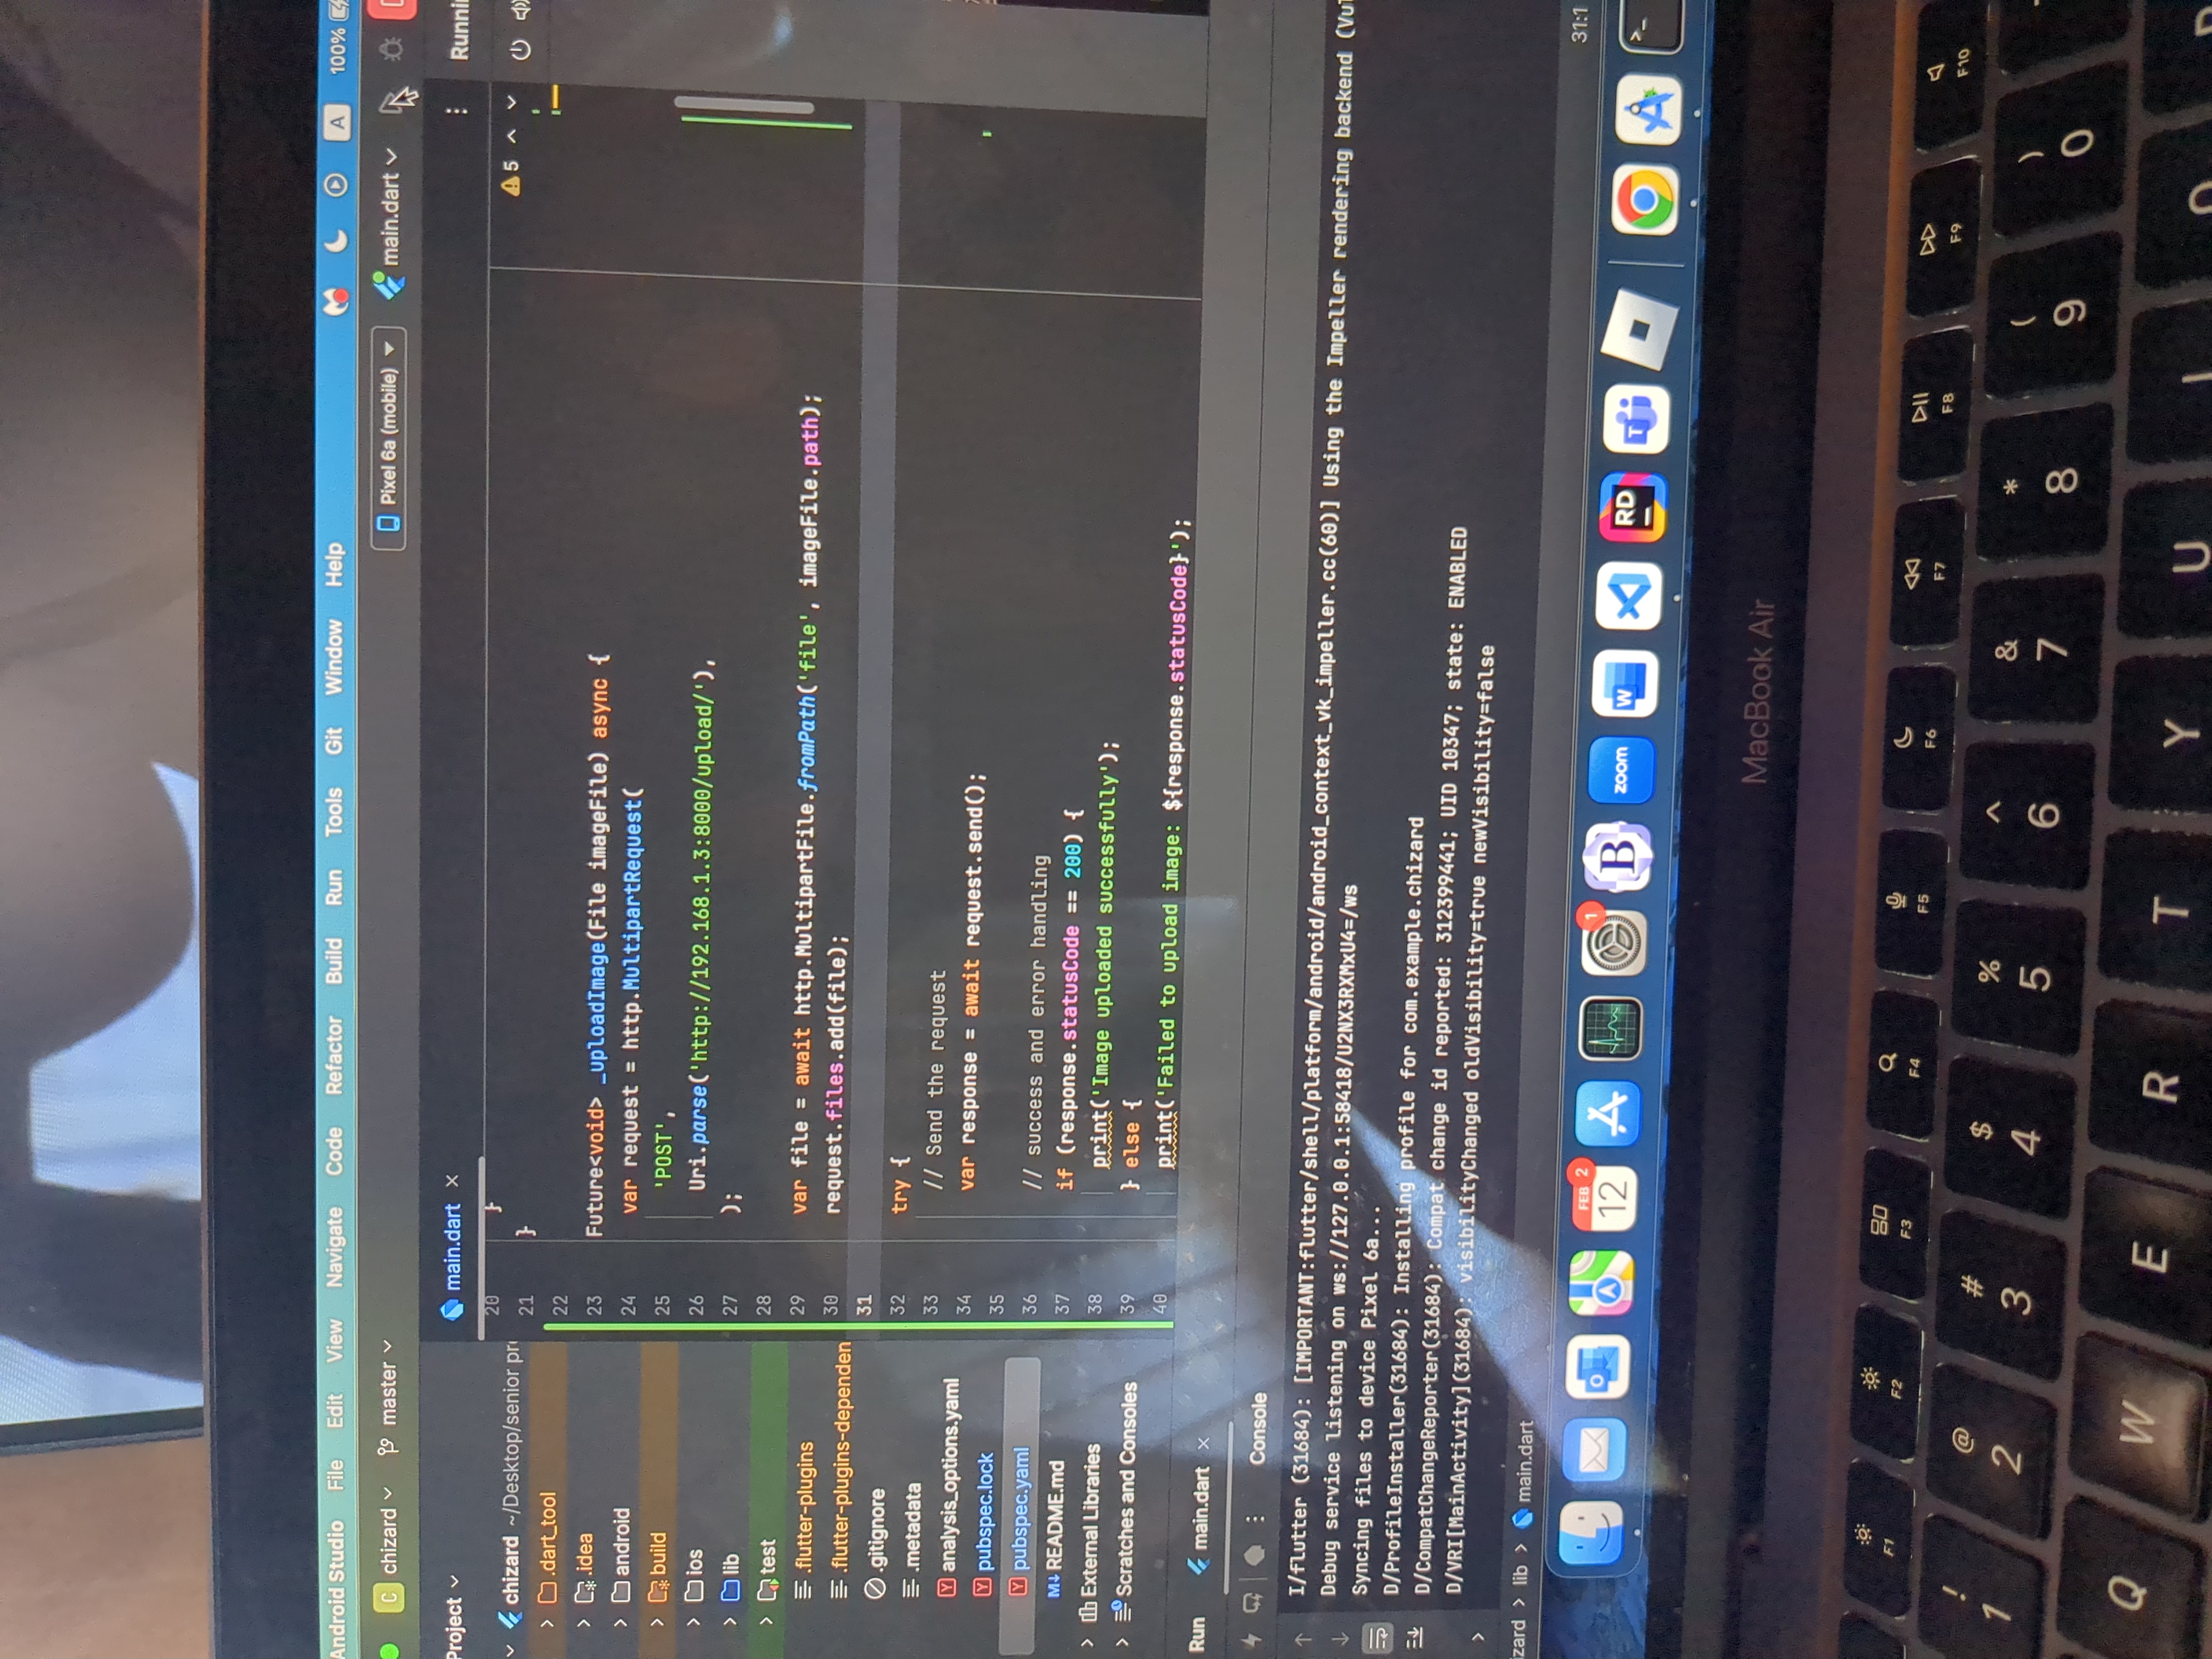 Android Studio File Edit View Navigate Code Refactor Build Run Tools Git Window Help A 100%
C chizard master Pixel 6a (mobile) main.dart
Project main.dart
Runni
chizard ~/Desktop/senior pr
.dart_tool
.idea
android
build
ios
lib
test
.flutter-plugins
.flutter-plugins-dependen
.gitignore
.metadata
analysis_options.yaml
pubspec.lock
pubspec.yaml
M↓ README.md
External Libraries
Scratches and Consoles
5
20 }
21 }
22
23 Future<void> _uploadImage(File imageFile) async {
24 var request = http.MultipartRequest(
25 'POST',
26 Uri.parse('http://192.168.1.3:8000/upload/'),
27 );
28
29 var file = await http.MultipartFile.fromPath('file', imageFile.path);
30 request.files.add(file);
31
32 try {
33 // Send the request
34 var response = await request.send();
35
36 // success and error handling
37 if (response.statusCode == 200) {
38 print('Image uploaded successfully');
39 } else {
40 print('Failed to upload image: ${response.statusCode}');
Run main.dart
Console
I/flutter (31684): [IMPORTANT:flutter/shell/platform/android/android_context_vk_impeller.cc(60)] Using the Impeller rendering backend (Vul
Debug service listening on ws://127.0.0.1:58418/U2NX3RXMxU4=/ws
Syncing files to device Pixel 6a...
D/ProfileInstaller(31684): Installing profile for com.example.chizard
D/CompatChangeReporter(31684): Compat change id reported: 312399441; UID 10347; state: ENABLED
D/VRI[MainActivity](31684): visibilityChanged oldVisibility=true newVisibility=false
izard > lib > main.dart
31:1
FEB 2
12
1
B
zoom
W
RD
T
MacBook Air
F1 F2 F3 F4 F5 F6 F7 F8 F9 F10
! @ # $ % ^ & * ( )
1 2 3 4 5 6 7 8 9 0
Q W E R T Y U